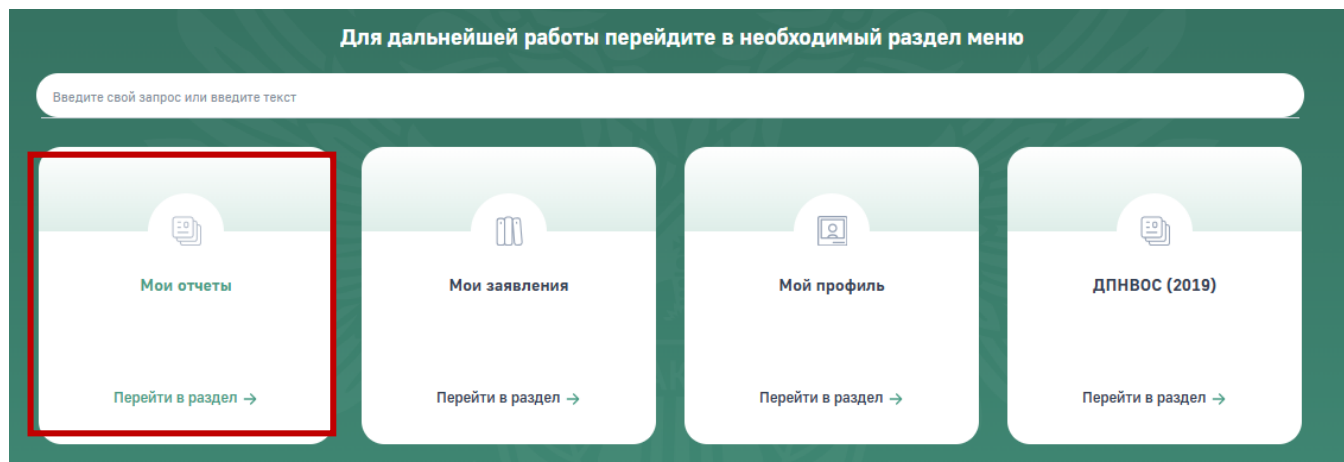 Для дальнейшей работы перейдите в необходимый раздел меню
Введите свой запрос или введите текст
Мои отчеты
Мои заявления
Мой профиль
ДПНВОС (2019)
Перейти в раздел →
Перейти в раздел →
Перейти в раздел →
Перейти в раздел →